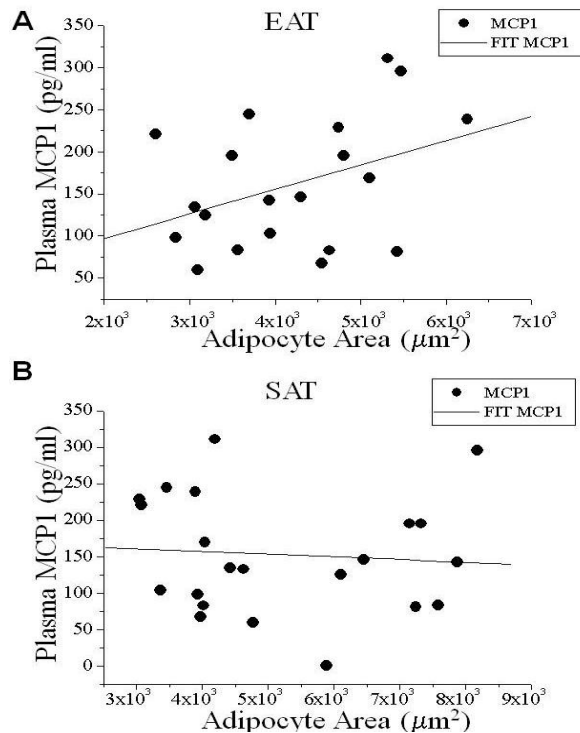 A
EAT
MCP1
FIT MCP1
350
300
250
200
150
100
50
Plasma MCP1 (pg/ml)
2x10³ 3x10³ 4x10³ 5x10³ 6x10³ 7x10³
Adipocyte Area (μm²)
B
SAT
MCP1
FIT MCP1
350
300
250
200
150
100
50
0
Plasma MCP1 (pg/ml)
3x10³ 4x10³ 5x10³ 6x10³ 7x10³ 8x10³ 9x10³
Adipocyte Area (μm²)